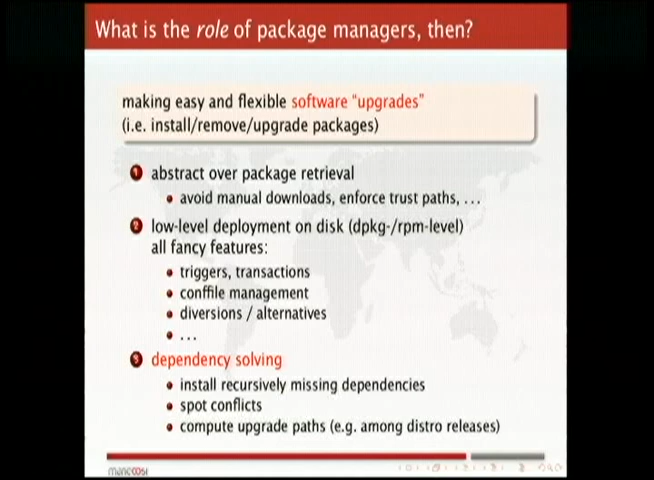 What is the role of package managers, then?
making easy and flexible software “upgrades”
(i.e. install/remove/upgrade packages)
1 abstract over package retrieval
• avoid manual downloads, enforce trust paths, ...
2 low-level deployment on disk (dpkg-/rpm-level)
all fancy features:
• triggers, transactions
• conffile management
• diversions / alternatives
• ...
3 dependency solving
• install recursively missing dependencies
• spot conflicts
• compute upgrade paths (e.g. among distro releases)
mancoosi